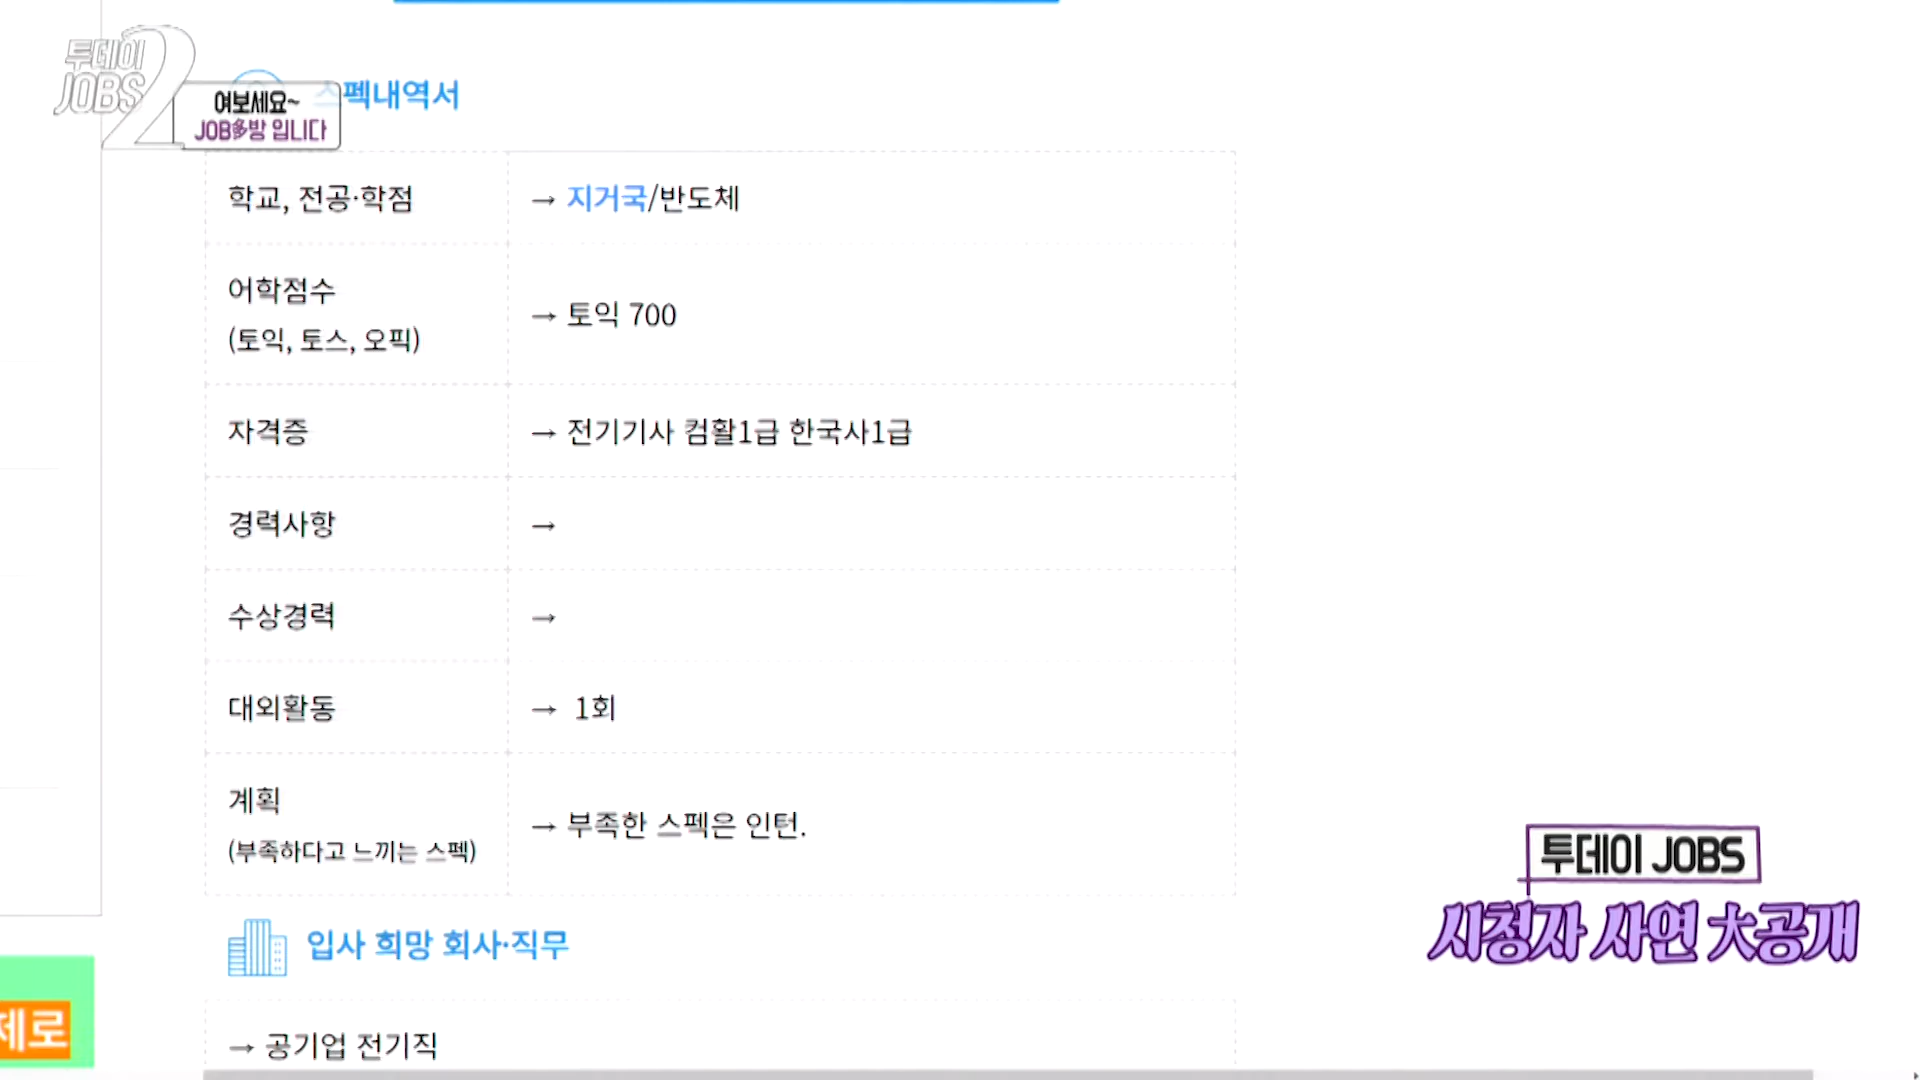 투데이
JOBS 2
여보세요~
JOB多방 입니다
스펙내역서
학교, 전공·학점
→ 지거국/반도체
어학점수
(토익, 토스, 오픽)
→ 토익 700
자격증
→ 전기기사 컴활1급 한국사1급
경력사항
→
수상경력
→
대외활동
→ 1회
계획
(부족하다고 느끼는 스펙)
→ 부족한 스펙은 인턴.
입사 희망 회사·직무
→ 공기업 전기직
제로
투데이 JOBS
시청자 사연 大공개